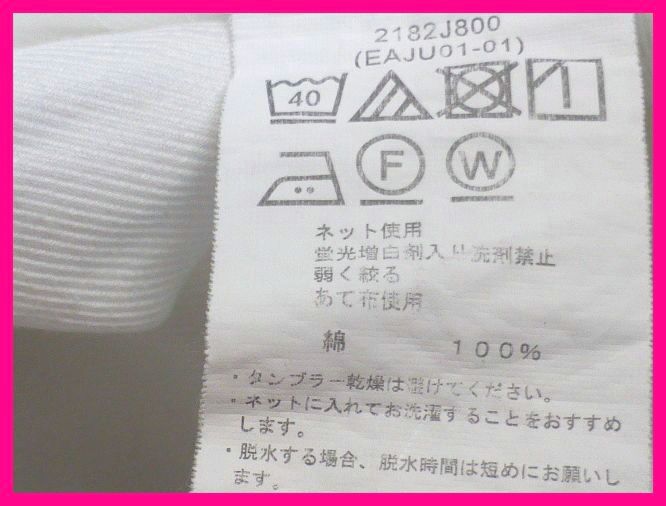 2182J800
(EAJU01-01)
40
F W
ネット使用
蛍光増白剤入り洗剤禁止
弱く絞る
あて布使用
綿 100%
・タンブラー乾燥は避けてください。
・ネットに入れてお洗濯することをおすすめ
します。
・脱水する場合、脱水時間は短めにお願いし
ます。